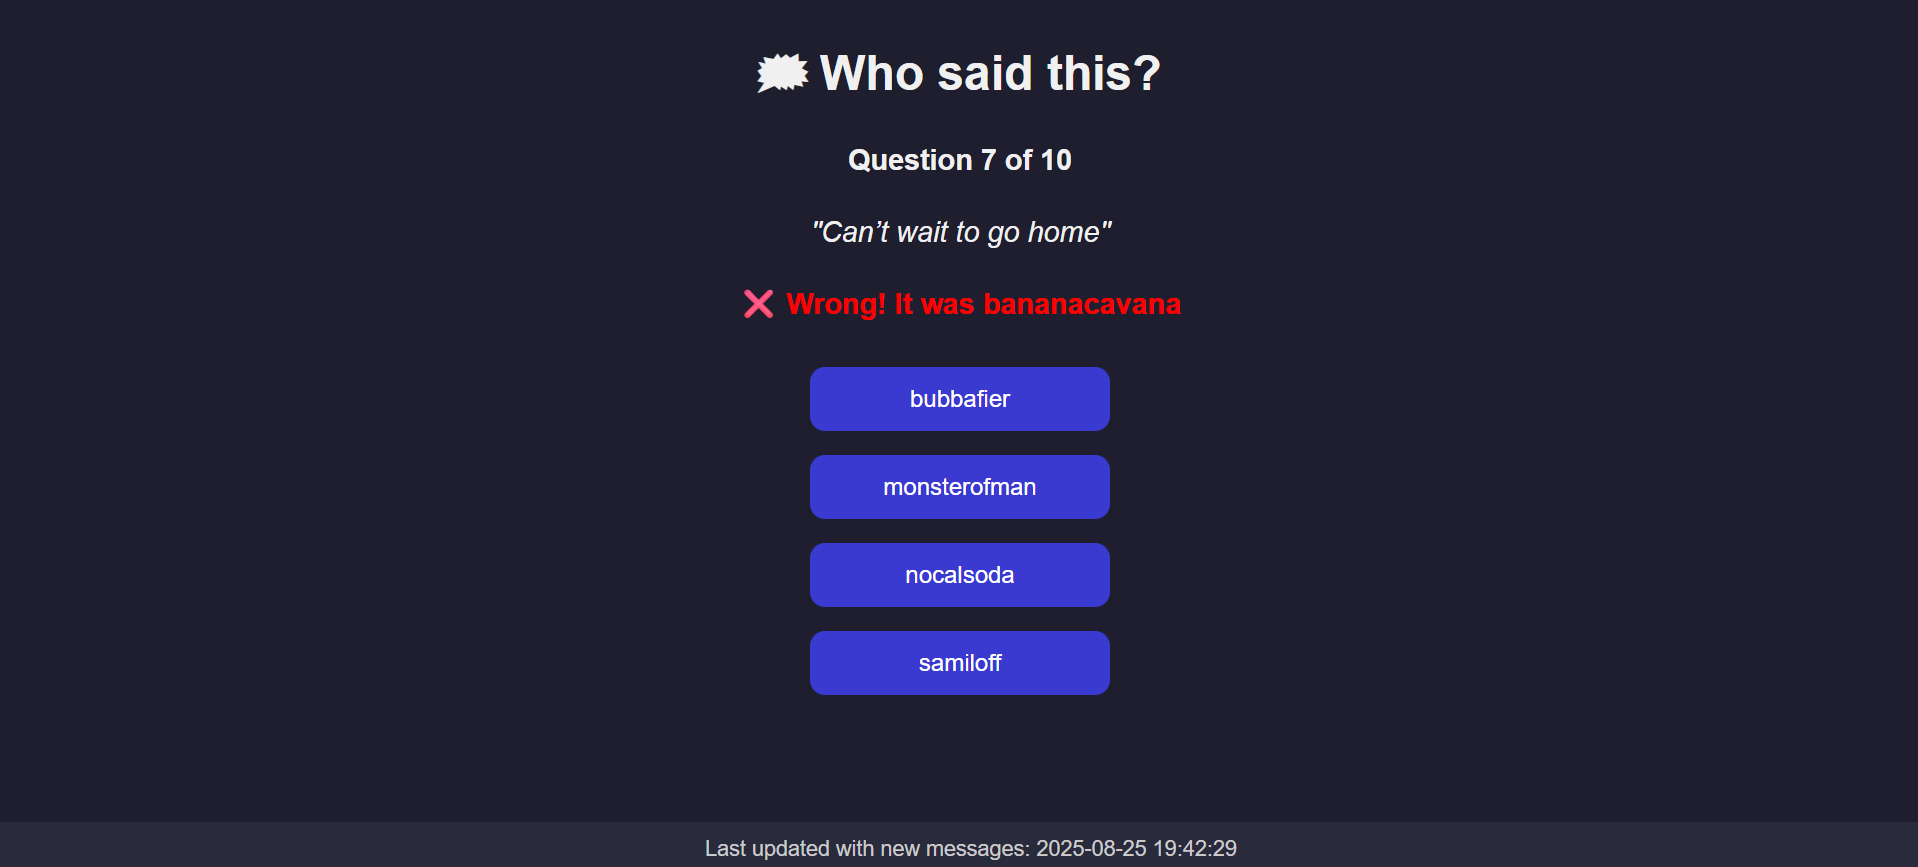 🗯 Who said this?
Question 7 of 10
"Can’t wait to go home"
❌ Wrong! It was bananacavana
bubbafier
monsterofman
nocalsoda
samiloff
Last updated with new messages: 2025-08-25 19:42:29